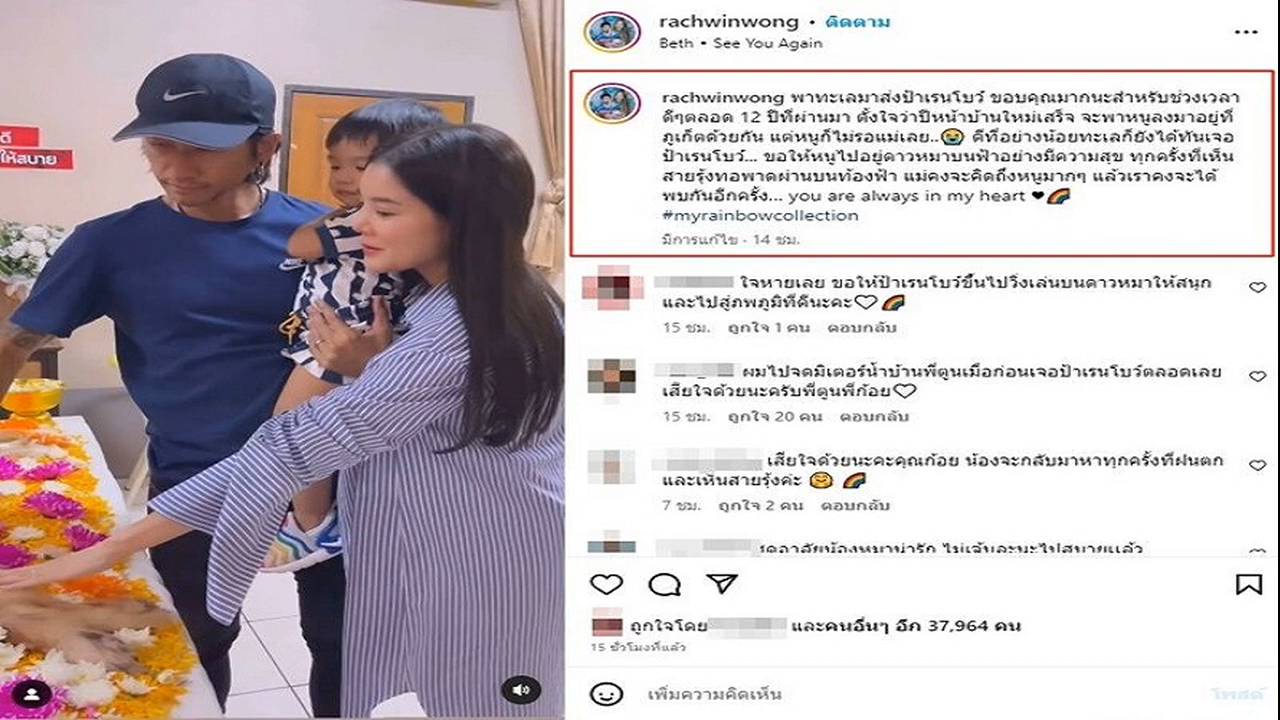 ดี
ให้สบาย
rachwinwong • ติดตาม
Beth • See You Again
rachwinwong พาทะเลมาส่งป้าเรนโบว์ ขอบคุณมากนะสำหรับช่วงเวลา
ดีๆตลอด 12 ปีที่ผ่านมา ตั้งใจว่าปีหน้าบ้านใหม่เสร็จ จะพาหนูลงมาอยู่ที่
ภูเก็ตด้วยกัน แต่หนูก็ไม่รอแม่เลย..😭 ดีที่อย่างน้อยทะเลก็ยังได้ทันเจอ
ป้าเรนโบว์... ขอให้หนูไปอยู่ดาวหมาบนฟ้าอย่างมีความสุข ทุกครั้งที่เห็น
สายรุ้งทอพาดผ่านบนท้องฟ้า แม่คงจะคิดถึงหนูมากๆ แล้วเราคงจะได้
พบกันอีกครั้ง... you are always in my heart ❤🌈
#myrainbowcollection
มีการแก้ไข · 14 ชม.
ใจหายเลย ขอให้ป้าเรนโบว์ขึ้นไปวิ่งเล่นบนดาวหมาให้สนุก
และไปสู่ภพภูมิที่ดีนะคะ♡🌈
15 ชม. ถูกใจ 1 คน ตอบกลับ
ผมไปจดมิเตอร์น้ำบ้านพี่ตูนเมื่อก่อนเจอป้าเรนโบว์ตลอดเลย
เสียใจด้วยนะครับพี่ตูนพี่ก้อย♡
15 ชม. ถูกใจ 20 คน ตอบกลับ
เสียใจด้วยนะคะคุณก้อย น้องจะกลับมาหาทุกครั้งที่ฝนตก
และเห็นสายรุ้งค่ะ 🤗 🌈
7 ชม. ถูกใจ 2 คน ตอบกลับ
น้องหมาน่ารัก ไม่เจ็บละนะไปสบายแล้ว
ถูกใจโดย และคนอื่นๆ อีก 37,964 คน
15 ชั่วโมงที่แล้ว
เพิ่มความคิดเห็น
โพสต์